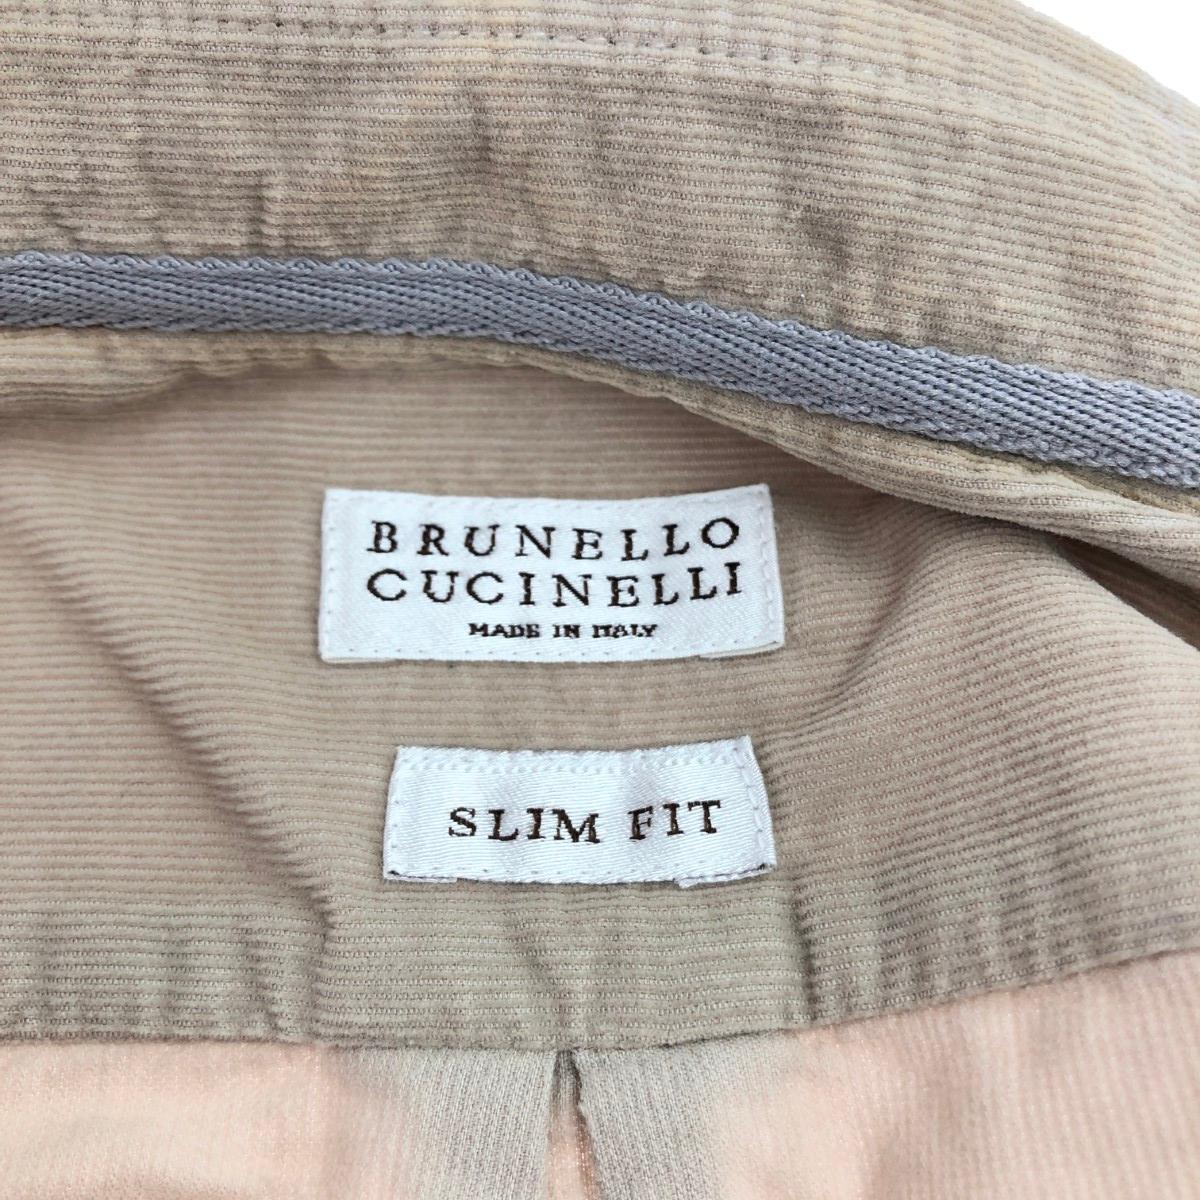 BRUNELLO
CUCINELLI
MADE IN ITALY
SLIM FIT